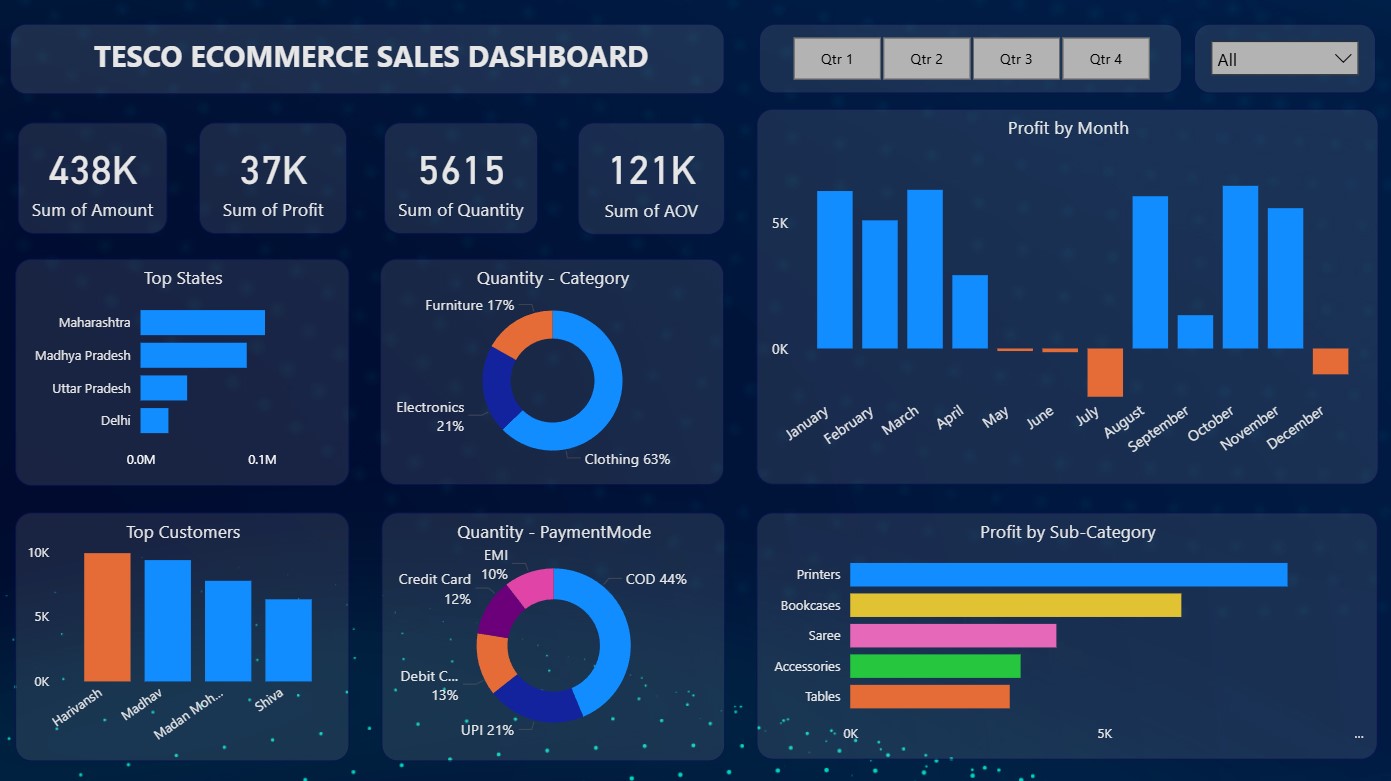 TESCO ECOMMERCE SALES DASHBOARD
Qtr 1
Qtr 2
Qtr 3
Qtr 4
All
438K
Sum of Amount
37K
Sum of Profit
5615
Sum of Quantity
121K
Sum of AOV
Profit by Month
5K
0K
January
February
March
April
May
June
July
August
September
October
November
December
Top States
Maharashtra
Madhya Pradesh
Uttar Pradesh
Delhi
0.0M
0.1M
Quantity - Category
Furniture 17%
Electronics
21%
Clothing 63%
Top Customers
10K
5K
0K
Harivansh
Madhav
Madan Moh...
Shiva
Quantity - PaymentMode
EMI
10%
COD 44%
Credit Card
12%
Debit C...
13%
UPI 21%
Profit by Sub-Category
Printers
Bookcases
Saree
Accessories
Tables
0K
5K
...